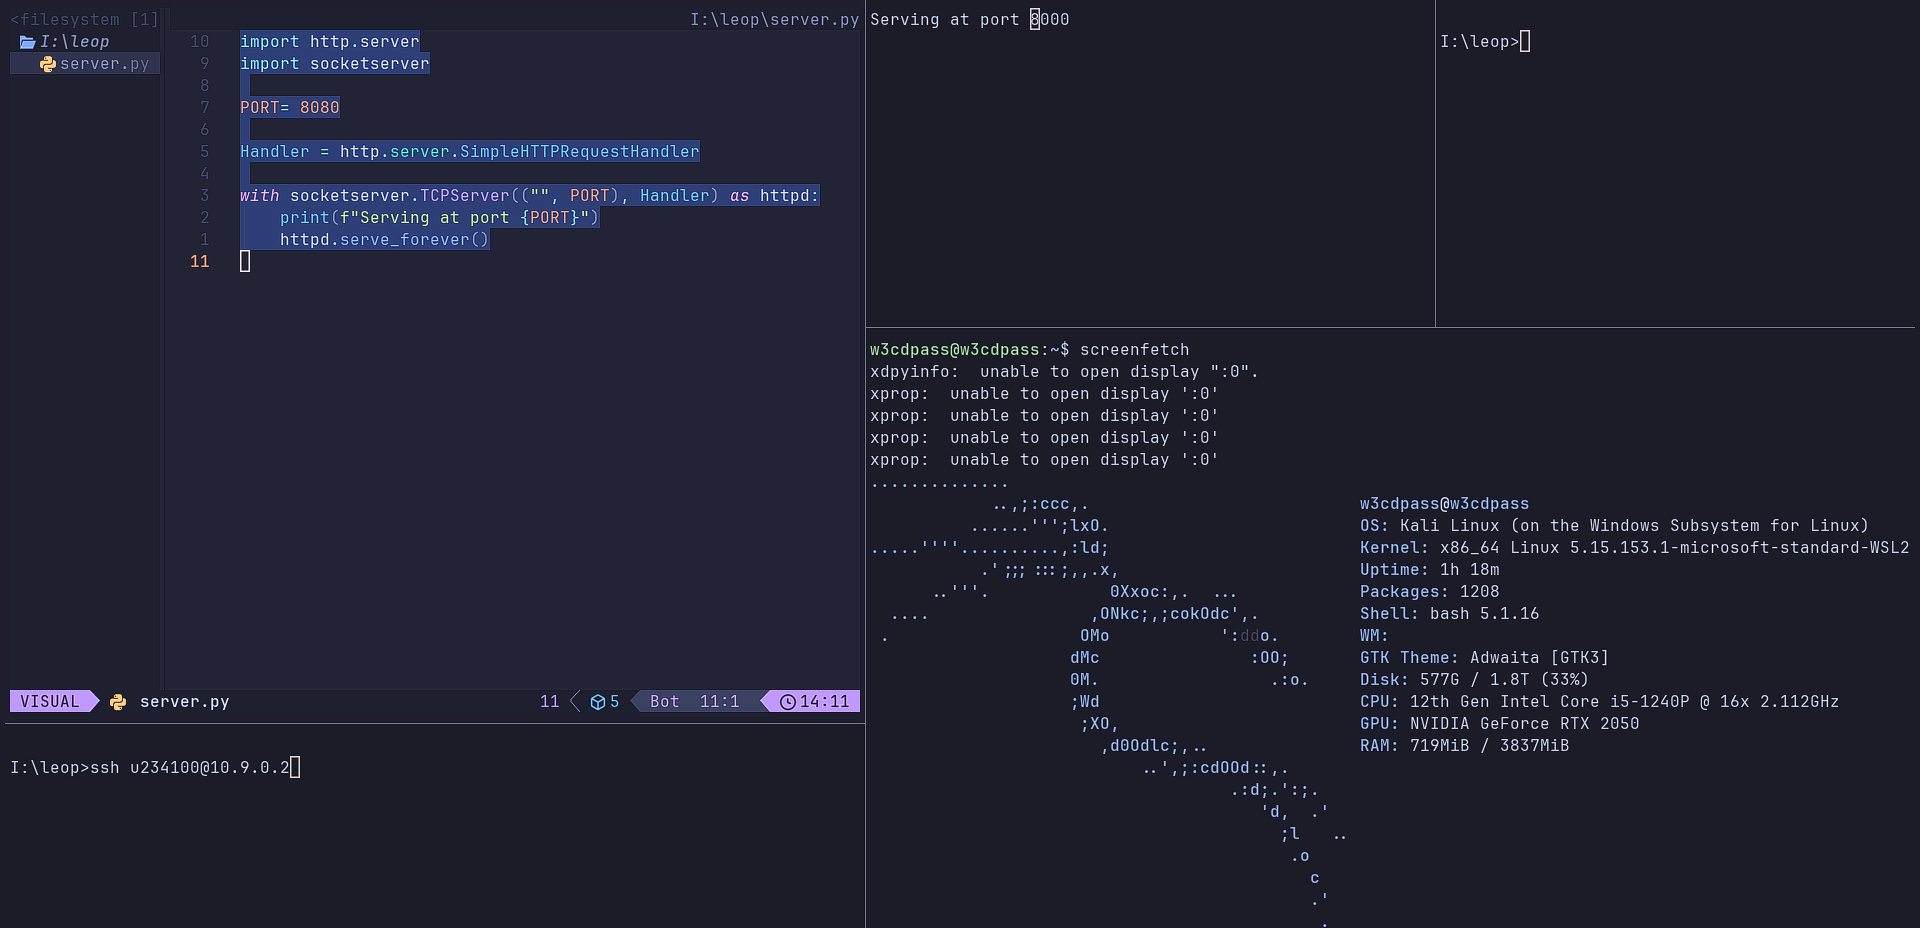 <filesystem [1]
I:\leop
server.py
I:\leop\server.py
10 import http.server
9 import socketserver
8
7 PORT= 8080
6
5 Handler = http.server.SimpleHTTPRequestHandler
4
3 with socketserver.TCPServer(("", PORT), Handler) as httpd:
2     print(f"Serving at port {PORT}")
1     httpd.serve_forever()
11
VISUAL server.py 11 5 Bot 11:1 14:11
I:\leop>ssh u234100@10.9.0.2
Serving at port 8000
I:\leop>
w3cdpass@w3cdpass:~$ screenfetch
xdpyinfo:  unable to open display ":0".
xprop:  unable to open display ':0'
xprop:  unable to open display ':0'
xprop:  unable to open display ':0'
xprop:  unable to open display ':0'
..............
            ..,;:ccc,.
          ......''';lxO.
.....''''..........,:ld;
           .';;;:::;,,.x,
      ..'''.            0Xxoc:,.  ...
  ....                ,ONkc;,;cokOdc',.
 .                   OMo           ':ddo.
                    dMc               :OO;
                    0M.                 .:o.
                    ;Wd
                     ;XO,
                       ,d0Odlc;,..
                           ..',;:cdOOd::,.
                                    .:d;.':;.
                                       'd,  .'
                                         ;l   ..
                                          .o
                                            c
                                            .'
                                             .
w3cdpass@w3cdpass
OS: Kali Linux (on the Windows Subsystem for Linux)
Kernel: x86_64 Linux 5.15.153.1-microsoft-standard-WSL2
Uptime: 1h 18m
Packages: 1208
Shell: bash 5.1.16
WM:
GTK Theme: Adwaita [GTK3]
Disk: 577G / 1.8T (33%)
CPU: 12th Gen Intel Core i5-1240P @ 16x 2.112GHz
GPU: NVIDIA GeForce RTX 2050
RAM: 719MiB / 3837MiB